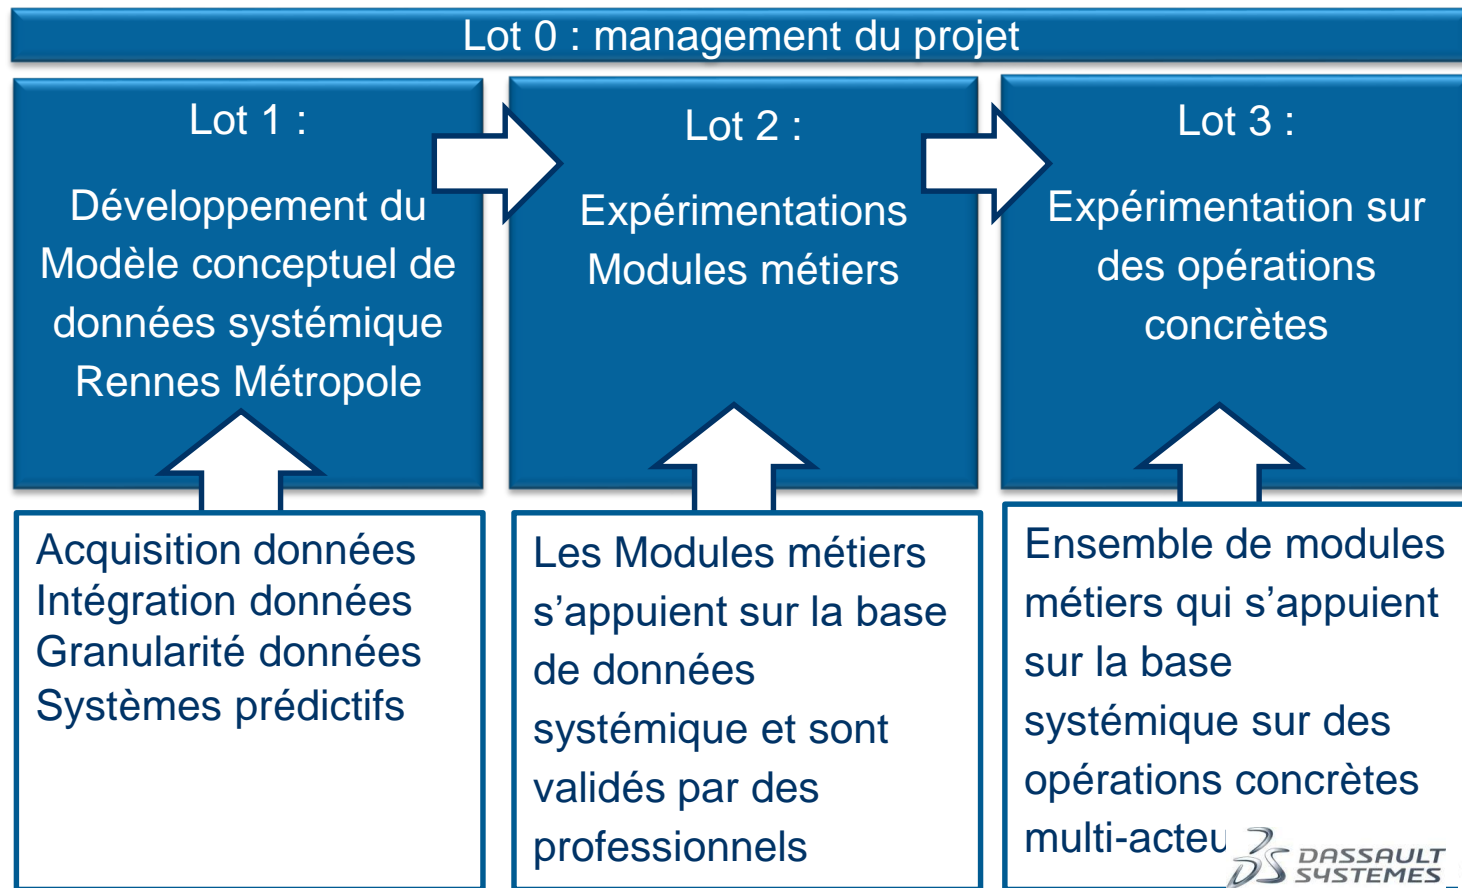 Lot 0 : management du projet
Lot 1 :
Développement du
Modèle conceptuel de
données systémique
Rennes Métropole
Lot 2 :
Expérimentations
Modules métiers
Lot 3 :
Expérimentation sur
des opérations
concrètes
Acquisition données
Intégration données
Granularité données
Systèmes prédictifs
Les Modules métiers
s’appuient sur la base
de données
systémique et sont
validés par des
professionnels
Ensemble de modules
métiers qui s’appuient
sur la base
systémique sur des
opérations concrètes
multi-acteu
DASSAULT
SYSTEMES